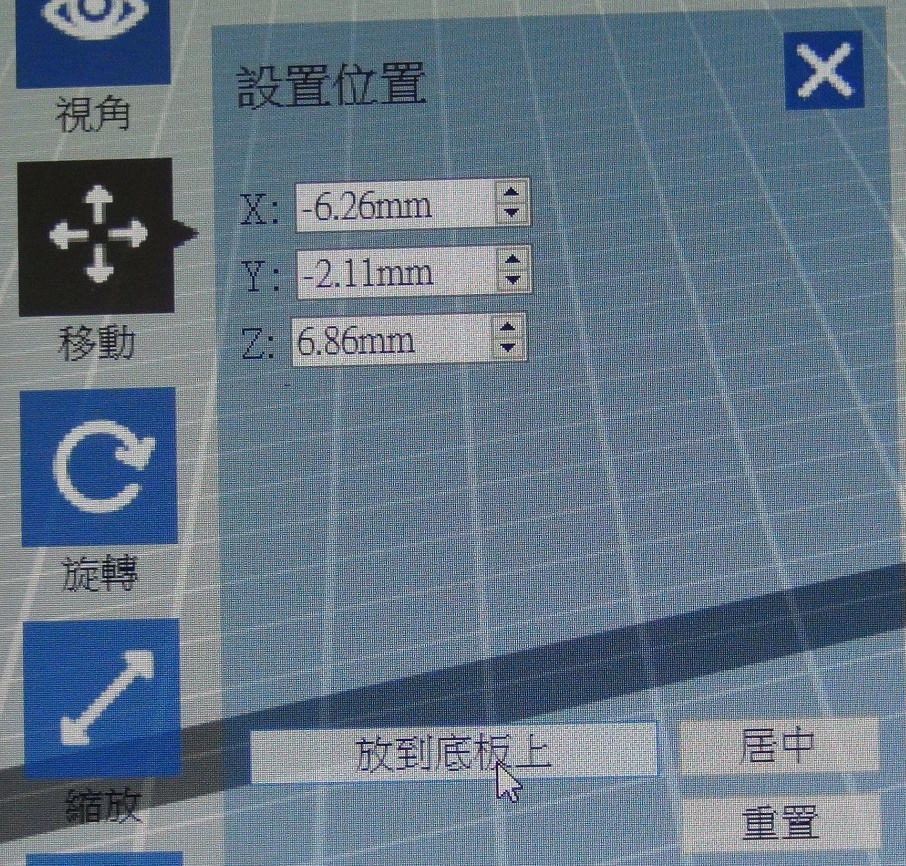 視角
設置位置
X: -6.26mm
Y: -2.11mm
Z: 6.86mm
移動
旋轉
縮放
放到底板上
居中
重置